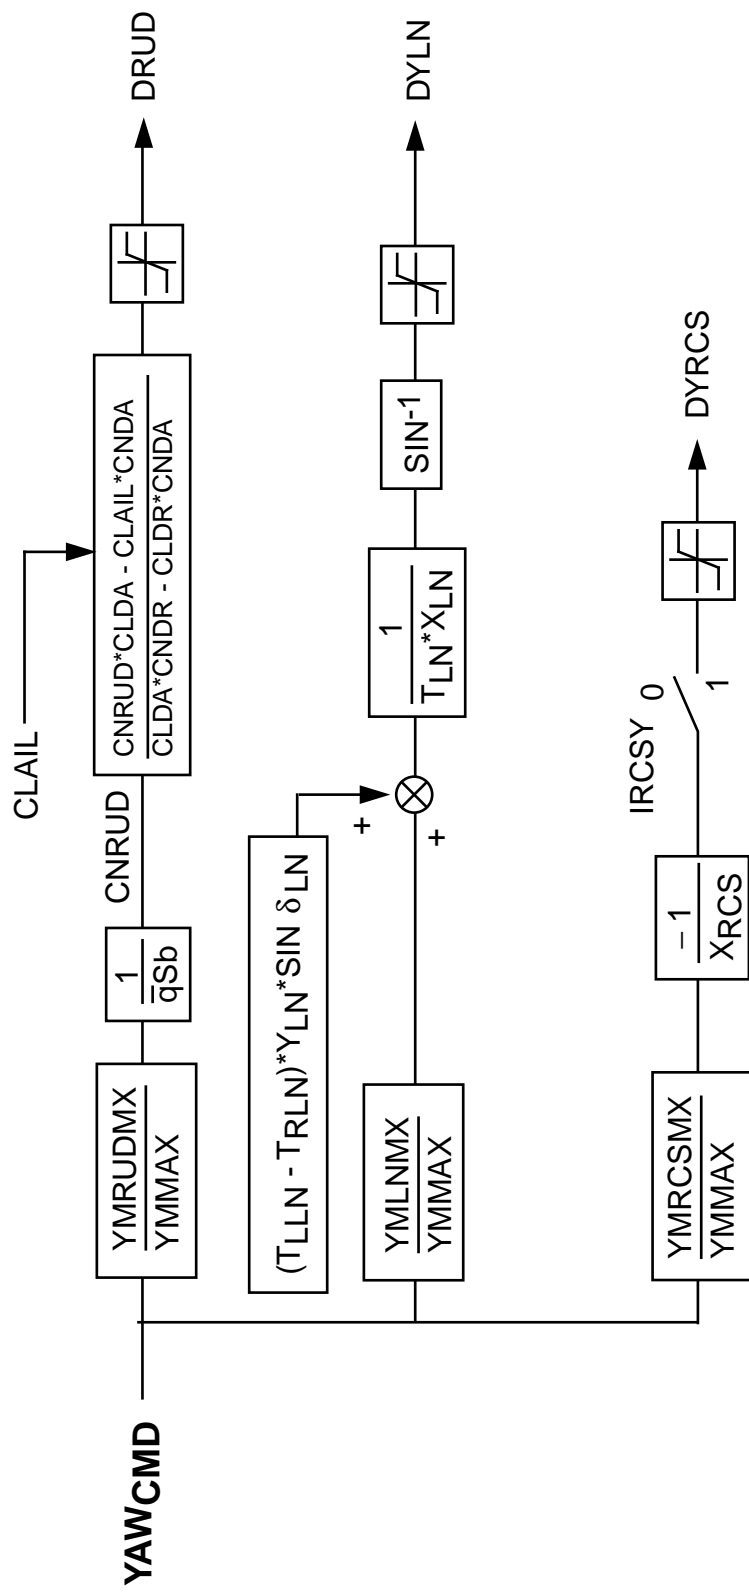 CLAIL
YAWCMD
YMRUDMX
YMMAX
1
q̅Sb
CNRUD
CNRUD*CLDA - CLAIL*CNDA
CLDA*CNDR - CLDR*CNDA
DRUD
(TLLN - TRLN)*YLN*SIN δLN
+
+
YMLNMX
YMMAX
1
TLN*XLN
SIN-1
DYLN
YMRCSMX
YMMAX
– 1
XRCS
IRCSY 0
1
DYRCS